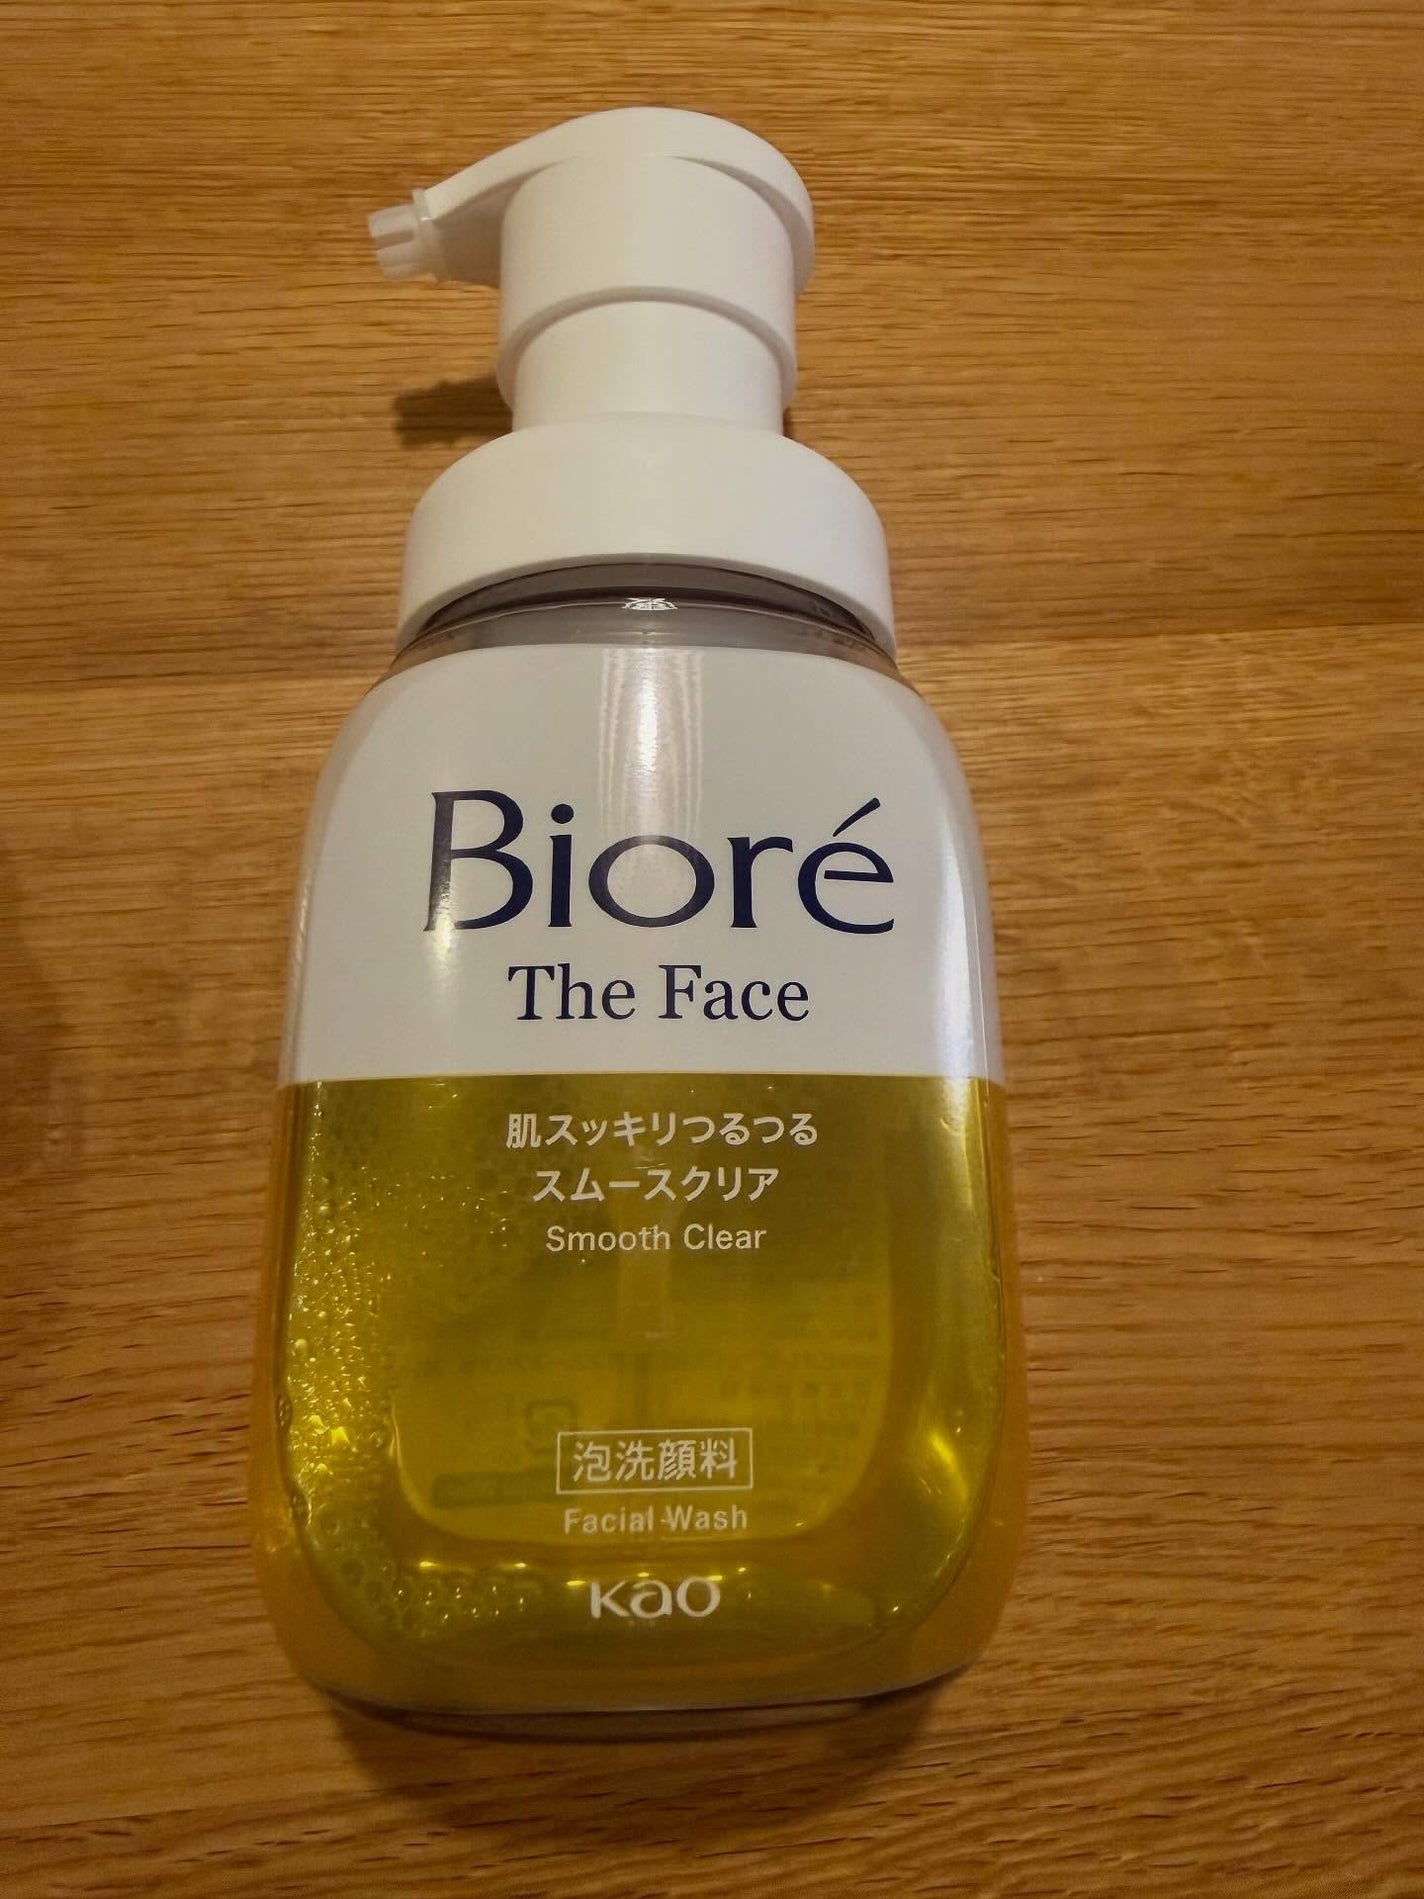 Bioré
The Face
肌スッキリつるつる
スムースクリア
Smooth Clear
泡洗顔料
Facial Wash
Kao